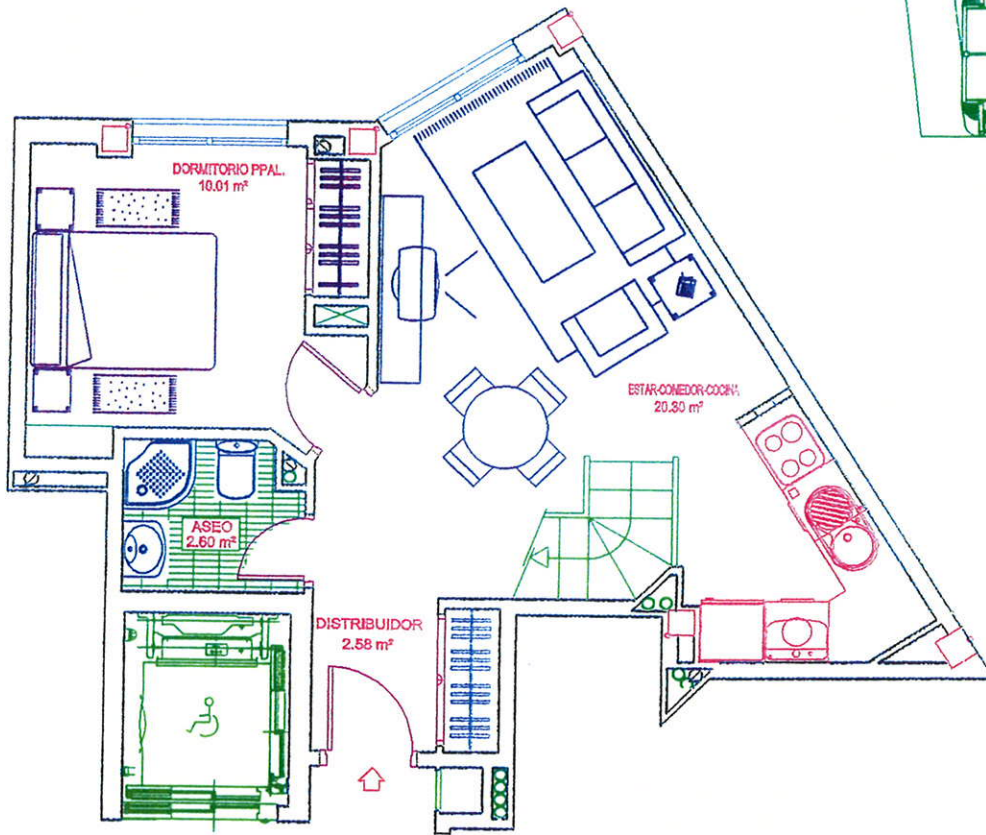 DORMITORIO PPAL.
10.01 m²
ESTAR-COMEDOR-COCINA
20.30 m²
ASEO
2.60 m²
DISTRIBUIDOR
2.58 m²